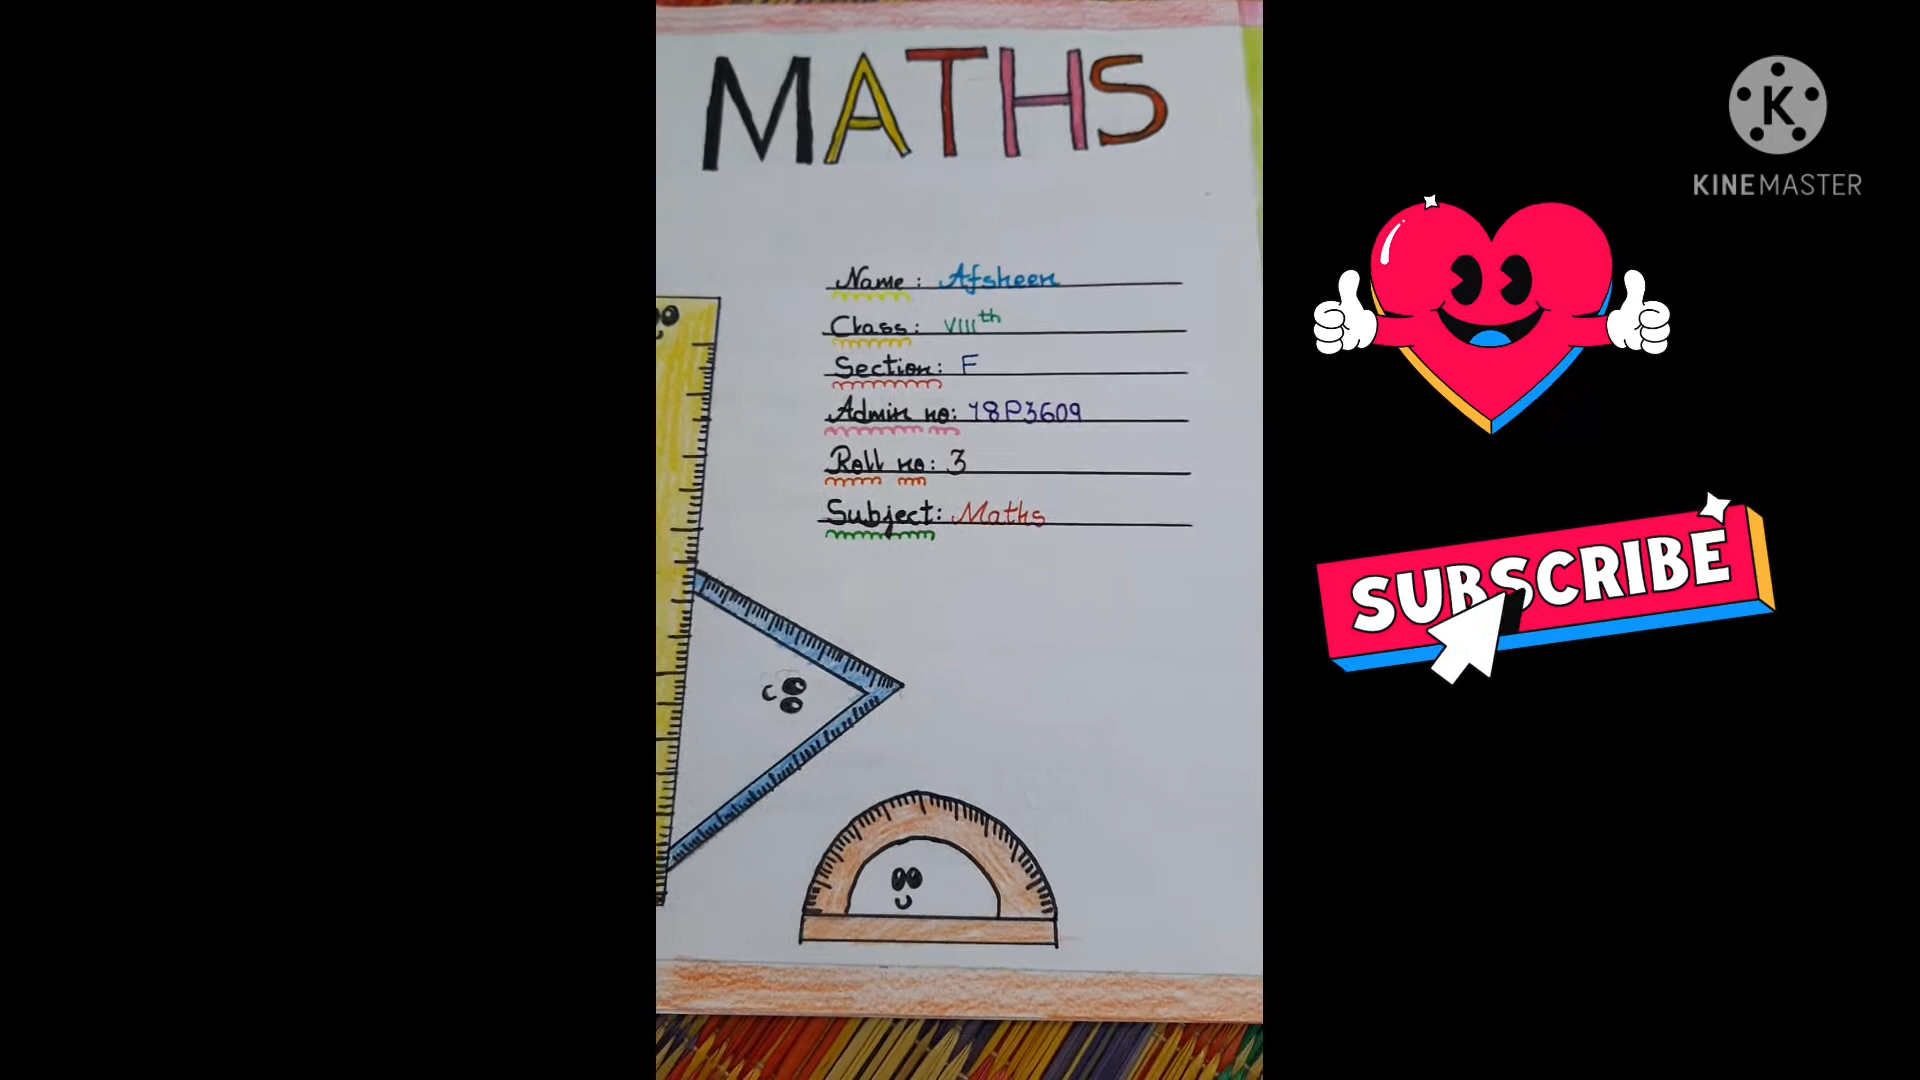 MATHS
Name : Afsheen
Class : VIIIth
Section : F
Admin no: 18P3609
Roll no : 3
Subject : Maths
K
KINEMASTER
SUBSCRIBE